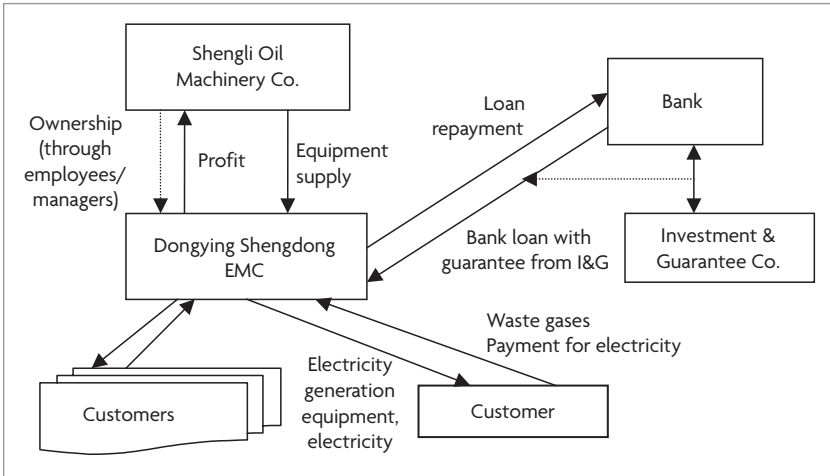 Shengli Oil
Machinery Co.
Bank
Loan
repayment
Ownership
(through
employees/
managers)
Profit
Equipment
supply
Dongying Shengdong
EMC
Bank loan with
guarantee from I&G
Investment &
Guarantee Co.
Waste gases
Payment for electricity
Customers
Electricity
generation
equipment,
electricity
Customer